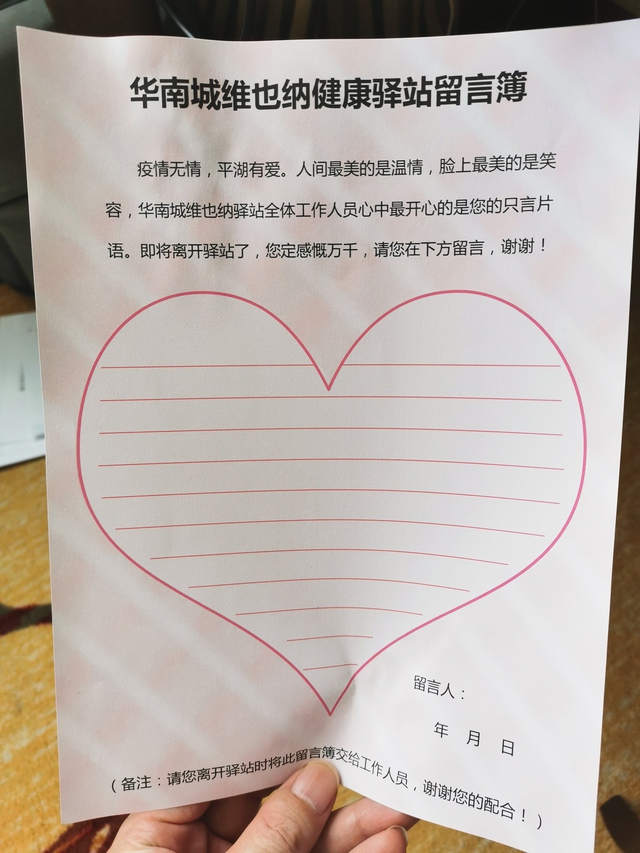 华南城维也纳健康驿站留言簿
疫情无情，平湖有爱。人间最美的是温情，脸上最美的是笑
容，华南城维也纳驿站全体工作人员心中最开心的是您的只言片
语。即将离开驿站了，您定感慨万千，请您在下方留言，谢谢！
留言人：
年 月 日
（备注：请您离开驿站时将此留言簿交给工作人员，谢谢您的配合！）